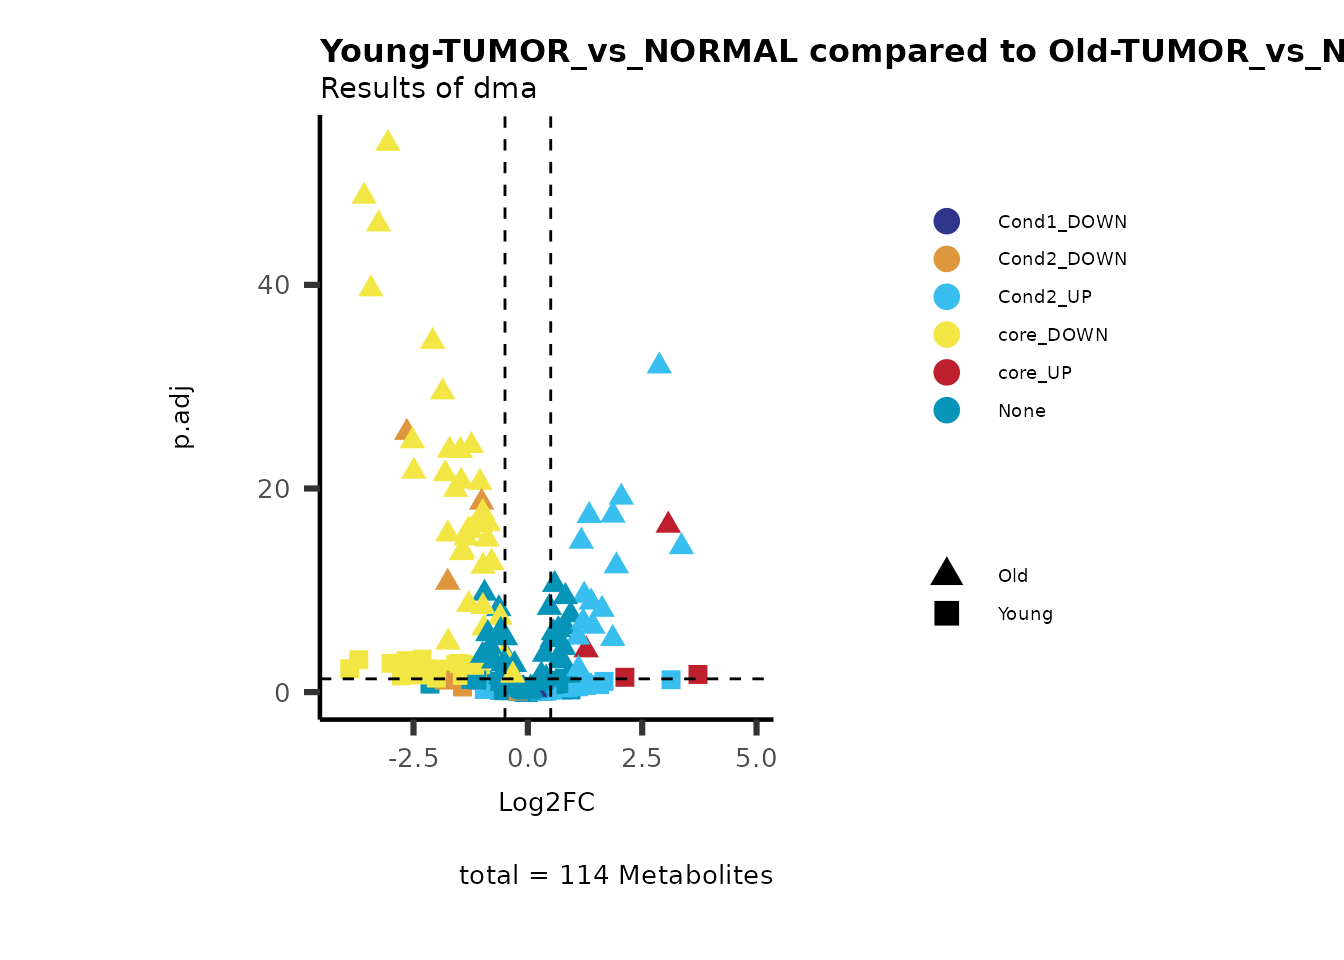 Young-TUMOR_vs_NORMAL compared to Old-TUMOR_vs_N
Results of dma
p.adj
40
20
0
-2.5 0.0 2.5 5.0
Log2FC
total = 114 Metabolites
Cond1_DOWN
Cond2_DOWN
Cond2_UP
core_DOWN
core_UP
None
Old
Young